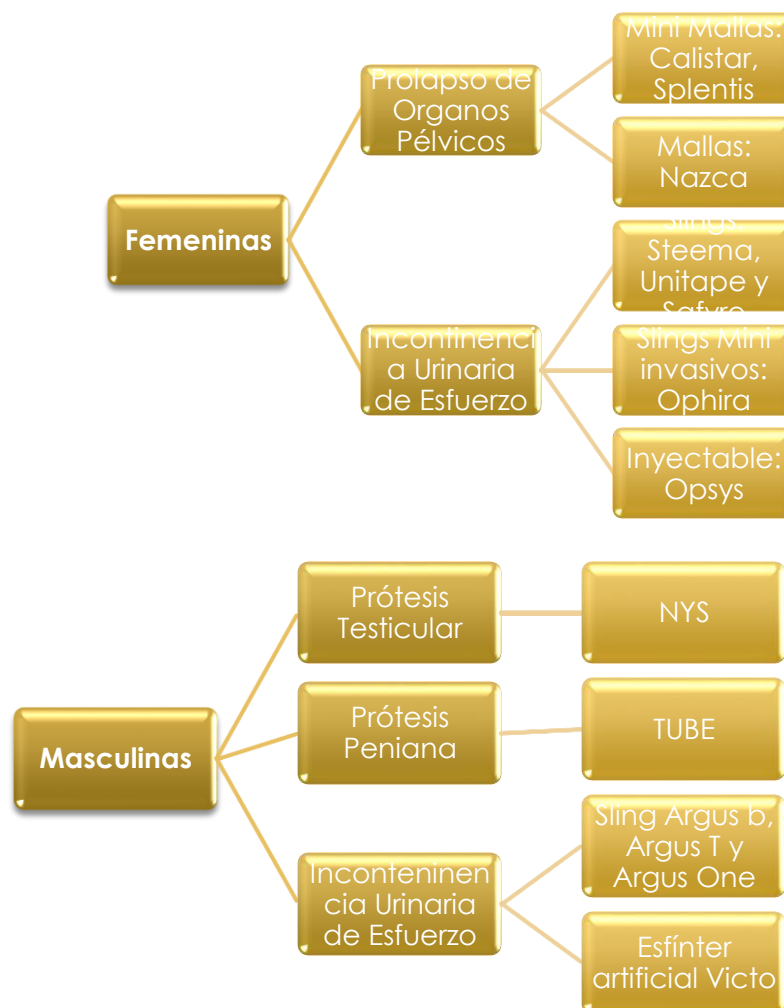 Femeninas
Prolapso de
Organos
Pélvicos
Mini Mallas:
Calistar,
Splentis
Mallas:
Nazca
Incontinenci
a Urinaria
de Esfuerzo
Slings:
Steema,
Unitape y
Safyre
Slings Mini
invasivos:
Ophira
Inyectable:
Opsys
Masculinas
Prótesis
Testicular
NYS
Prótesis
Peniana
TUBE
Inconteninen
cia Urinaria
de Esfuerzo
Sling Argus b,
Argus T y
Argus One
Esfínter
artificial Victo